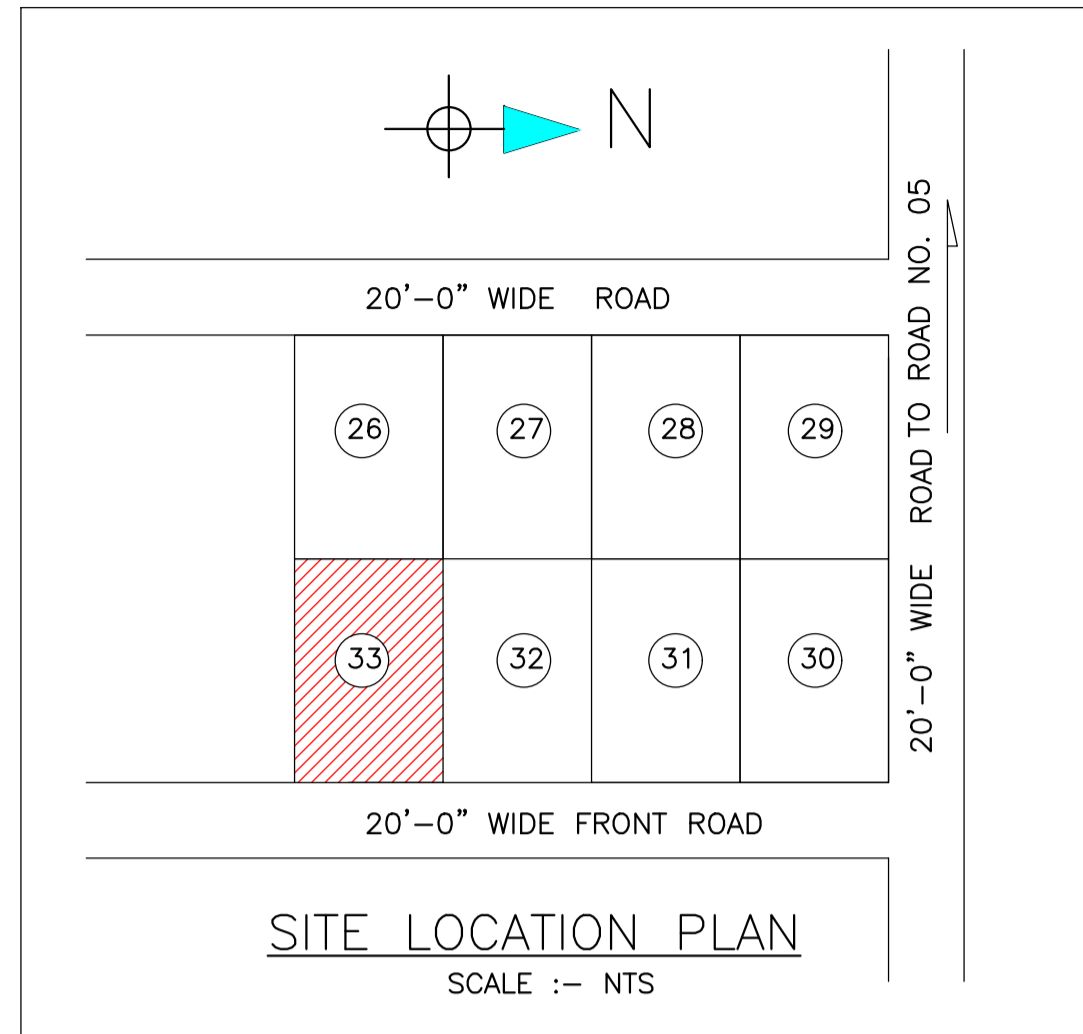 N
20'-0" WIDE ROAD
26 27 28 29
33 32 31 30
20'-0" WIDE FRONT ROAD
20'-0" WIDE ROAD TO ROAD NO. 05
SITE LOCATION PLAN
SCALE :- NTS